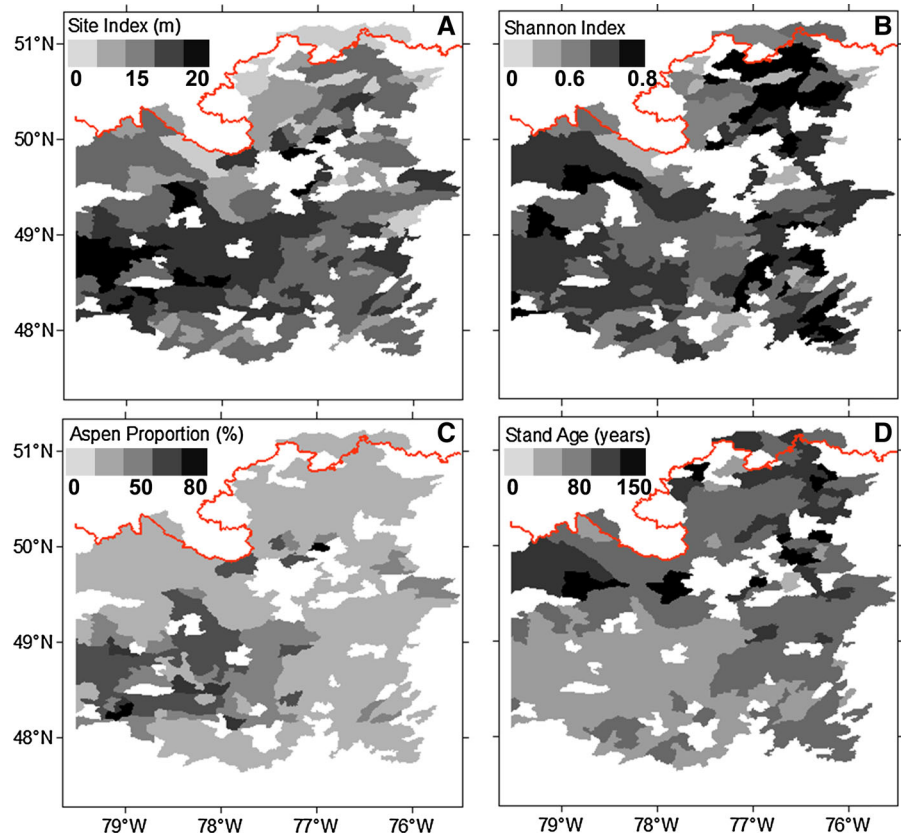 Site Index (m)
A
0 15 20
Shannon Index
B
0 0.6 0.8
51°N
50°N
49°N
48°N
Aspen Proportion (%)
C
0 50 80
Stand Age (years)
D
0 80 150
51°N
50°N
49°N
48°N
79°W 78°W 77°W 76°W
79°W 78°W 77°W 76°W